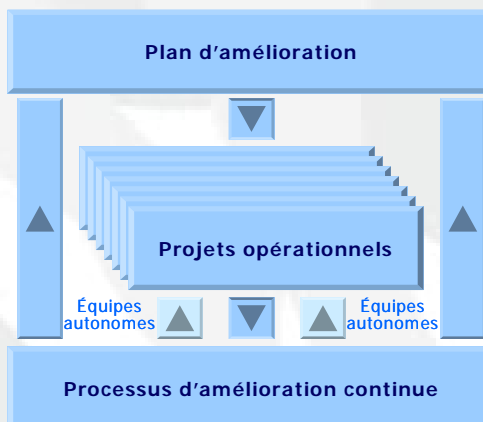 Plan d'amélioration
Projets opérationnels
Équipes
autonomes
Équipes
autonomes
Processus d'amélioration continue